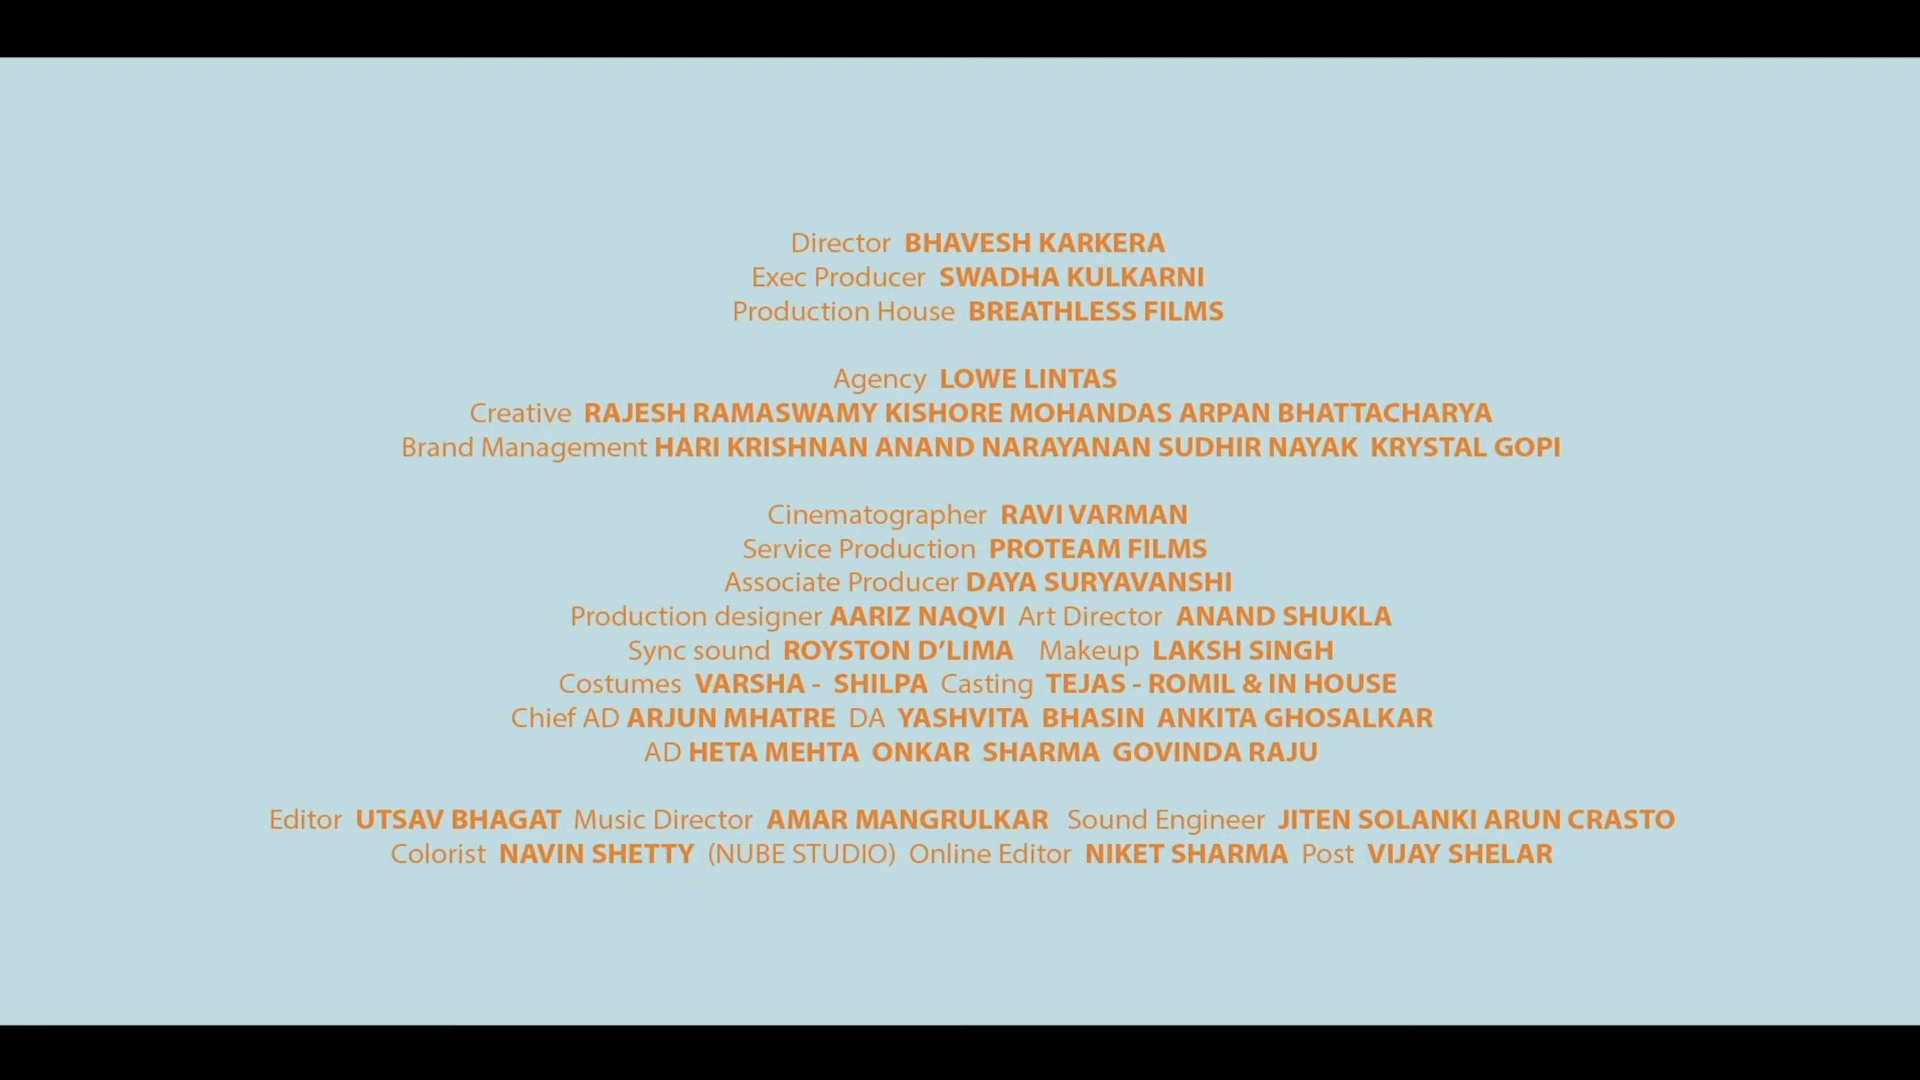 Director BHAVESH KARKERA
Exec Producer SWADHA KULKARNI
Production House BREATHLESS FILMS
Agency LOWE LINTAS
Creative RAJESH RAMASWAMY KISHORE MOHANDAS ARPAN BHATTACHARYA
Brand Management HARI KRISHNAN ANAND NARAYANAN SUDHIR NAYAK KRYSTAL GOPI
Cinematographer RAVI VARMAN
Service Production PROTEAM FILMS
Associate Producer DAYA SURYAVANSHI
Production designer AARIZ NAQVI Art Director ANAND SHUKLA
Sync sound ROYSTON D’LIMA Makeup LAKSH SINGH
Costumes VARSHA - SHILPA Casting TEJAS - ROMIL & IN HOUSE
Chief AD ARJUN MHATRE DA YASHVITA BHASIN ANKITA GHOSALKAR
AD HETA MEHTA ONKAR SHARMA GOVINDA RAJU
Editor UTSAV BHAGAT Music Director AMAR MANGRULKAR Sound Engineer JITEN SOLANKI ARUN CRASTO
Colorist NAVIN SHETTY (NUBE STUDIO) Online Editor NIKET SHARMA Post VIJAY SHELAR